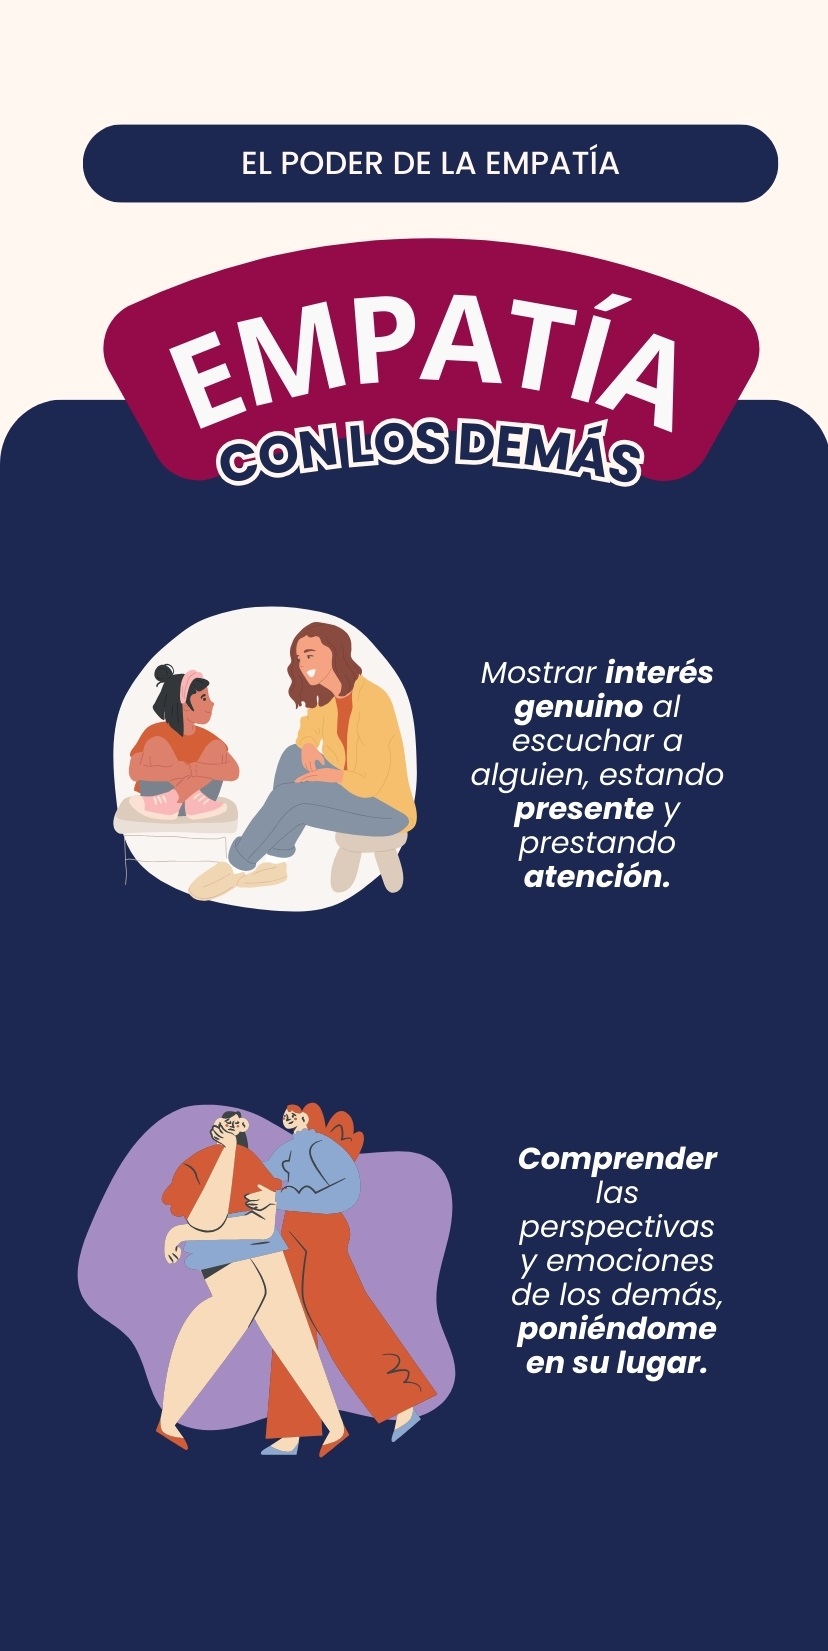 EL PODER DE LA EMPATÍA
EMPATÍA
CON LOS DEMÁS
Mostrar interés
genuino al
escuchar a
alguien, estando
presente y
prestando
atención.
Comprender
las
perspectivas
y emociones
de los demás,
poniéndome
en su lugar.